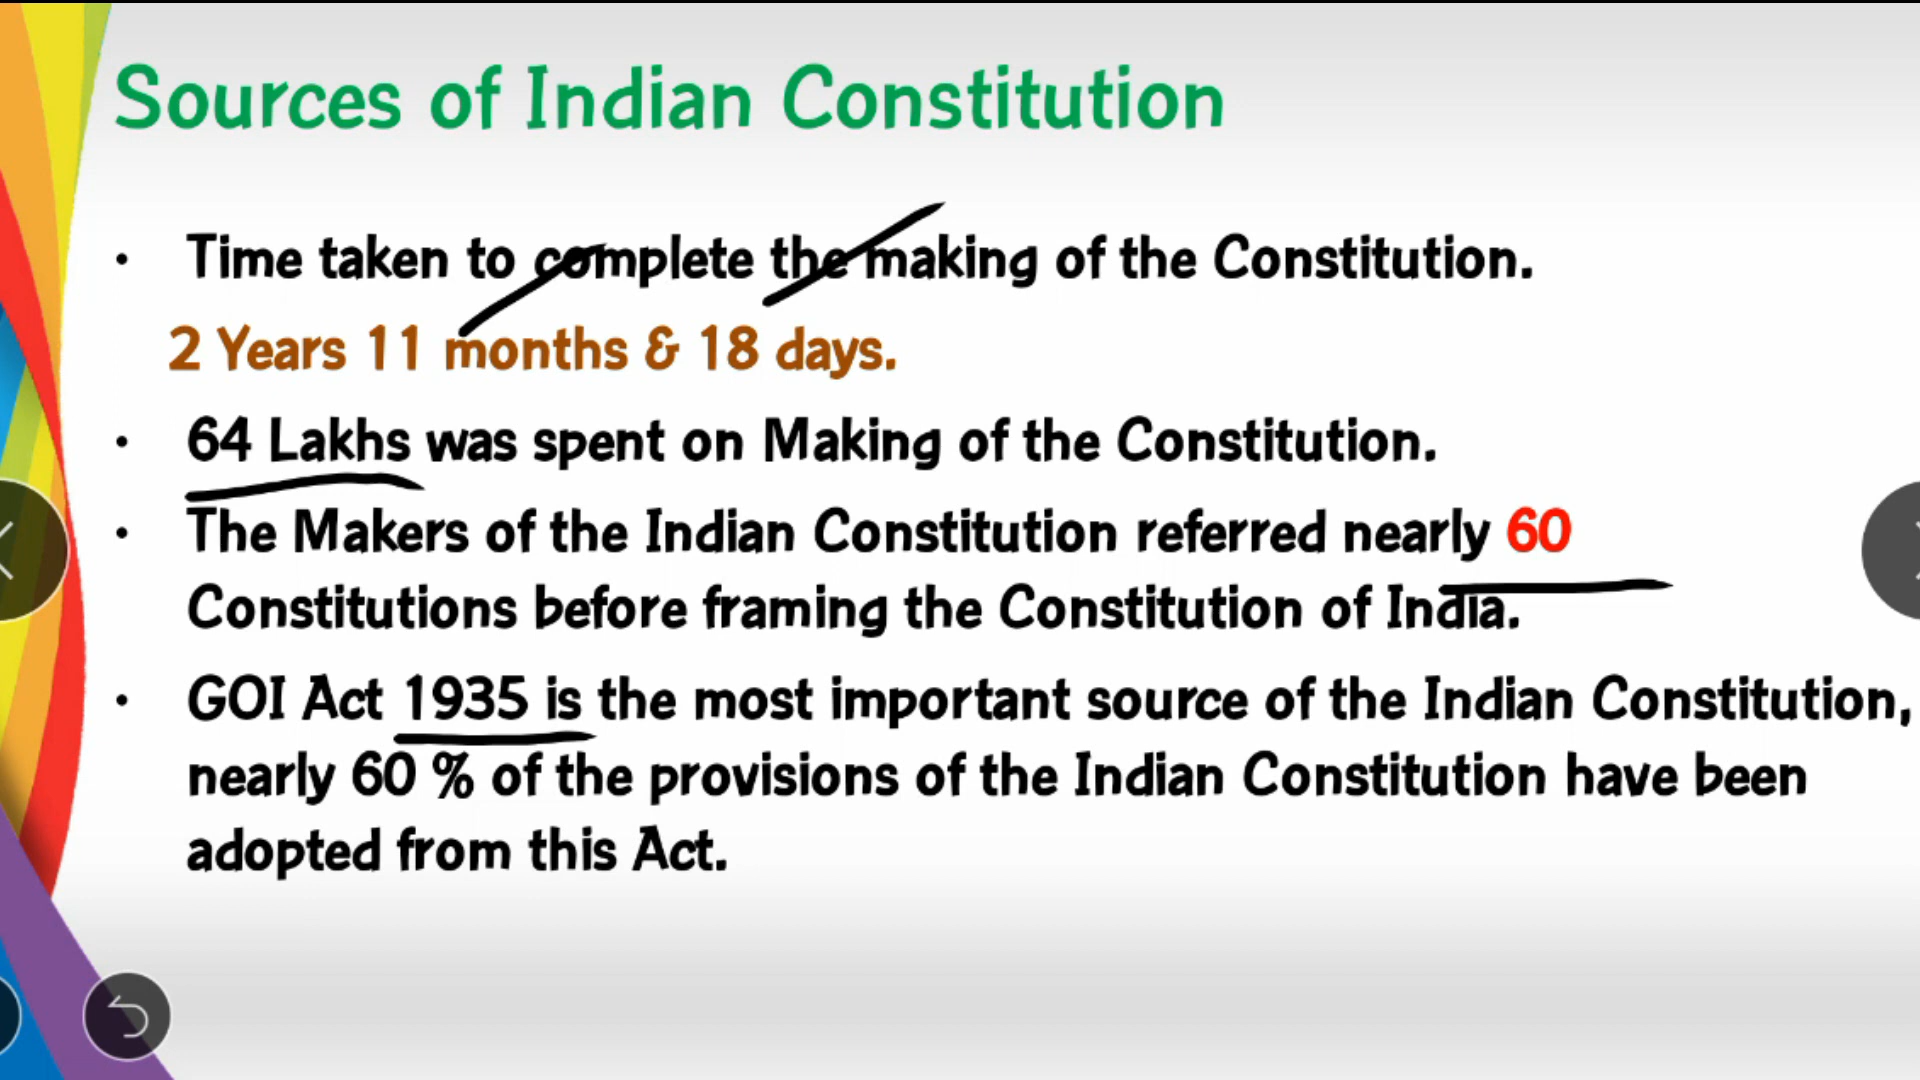 Sources of Indian Constitution
• Time taken to complete the making of the Constitution.
2 Years 11 months & 18 days.
• 64 Lakhs was spent on Making of the Constitution.
• The Makers of the Indian Constitution referred nearly 60
Constitutions before framing the Constitution of India.
• GOI Act 1935 is the most important source of the Indian Constitution,
nearly 60 % of the provisions of the Indian Constitution have been
adopted from this Act.